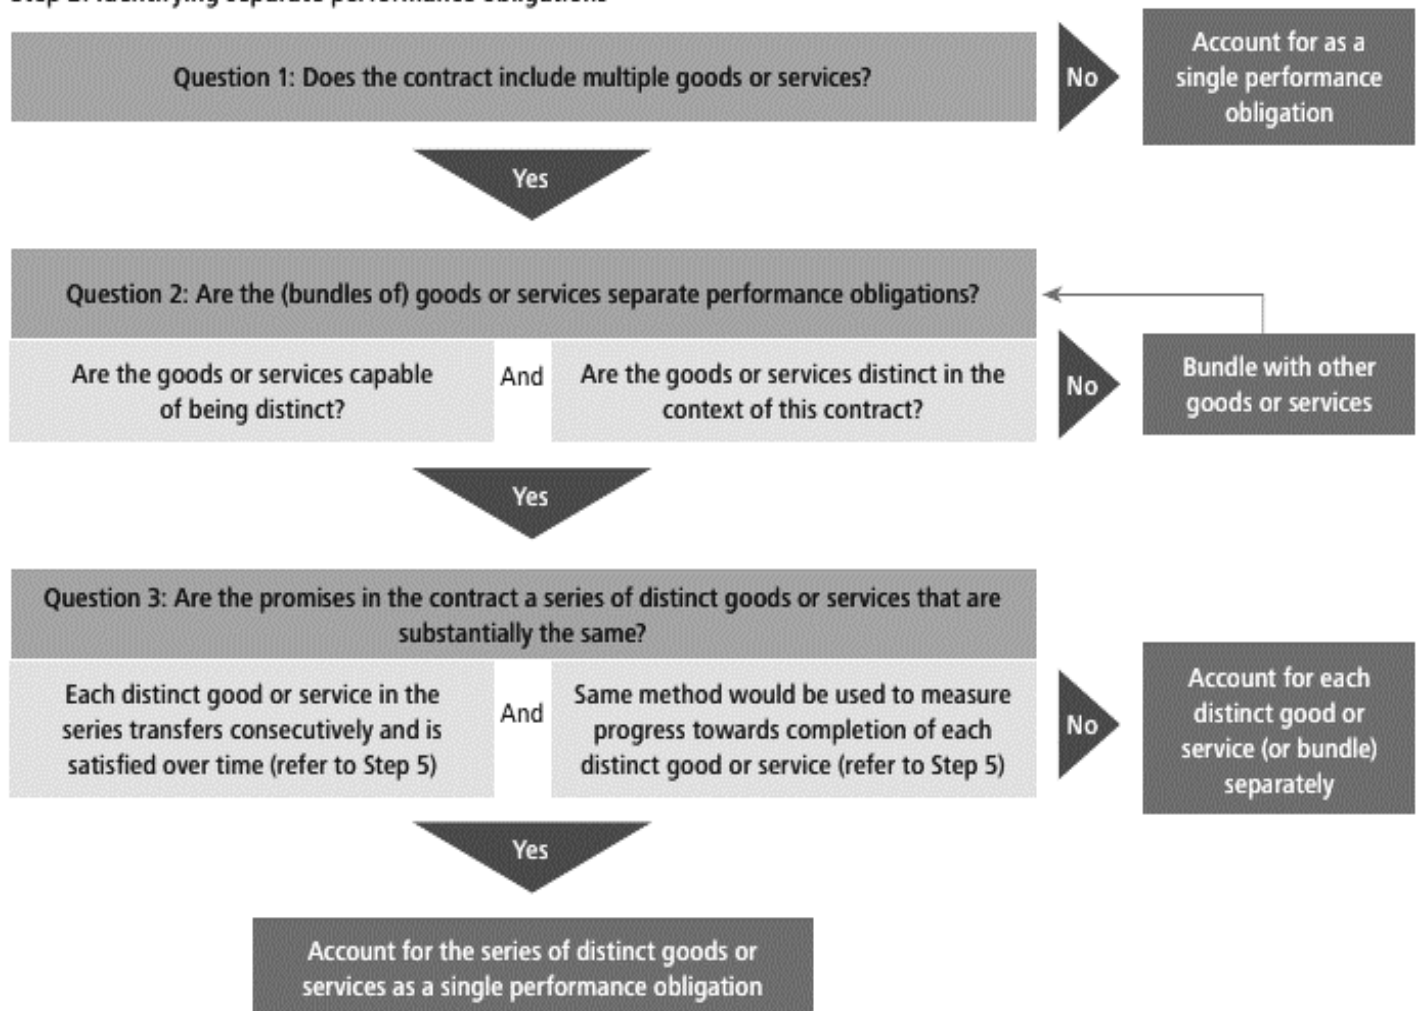 Question 1: Does the contract include multiple goods or services?
No
Account for as a
single performance
obligation
Yes
Question 2: Are the (bundles of) goods or services separate performance obligations?
Are the goods or services capable
of being distinct?
And
Are the goods or services distinct in the
context of this contract?
No
Bundle with other
goods or services
Yes
Question 3: Are the promises in the contract a series of distinct goods or services that are
substantially the same?
Each distinct good or service in the
series transfers consecutively and is
satisfied over time (refer to Step 5)
And
Same method would be used to measure
progress towards completion of each
distinct good or service (refer to Step 5)
No
Account for each
distinct good or
service (or bundle)
separately
Yes
Account for the series of distinct goods or
services as a single performance obligation